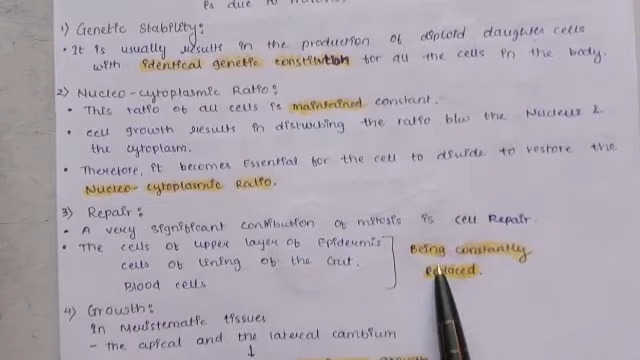 is due to
1) Genetic Stability:
• It is usually results in the production of diploid daughter cells
with identical genetic constitution for all the cells in the body.
2) Nucleo-cytoplasmic Ratio:
• This ratio of all cells is maintained constant.
• Cell growth results in disturbing the ratio b/w the Nucleus &
the cytoplasm.
• Therefore, it becomes Essential for the cell to divide to restore the
Nucleo-cytoplasmic Ratio.
3) Repair:
• A very significant contribution of mitosis is cell Repair.
• The cells of upper layer of Epidermis
cells of lining of the Gut.
Blood cells
Being constantly
Replaced.
4) Growth:
In Meristematic tissues
- the apical and the lateral cambium
↓